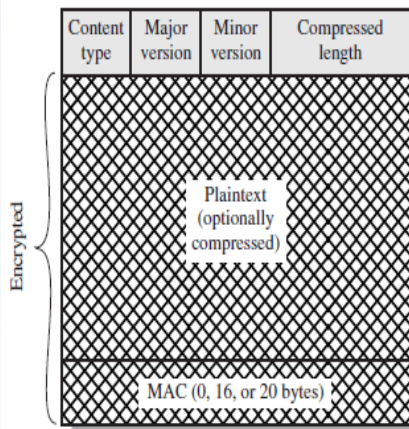 Content type
Major version
Minor version
Compressed length
Encrypted
Plaintext
(optionally
compressed)
MAC (0, 16, or 20 bytes)